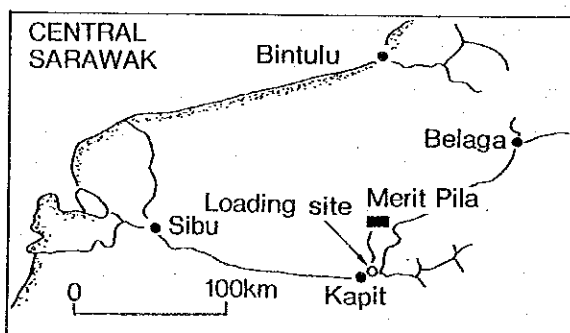 CENTRAL
SARAWAK
Bintulu
Belaga
Loading site
Merit Pila
Sibu
Kapit
0
100km